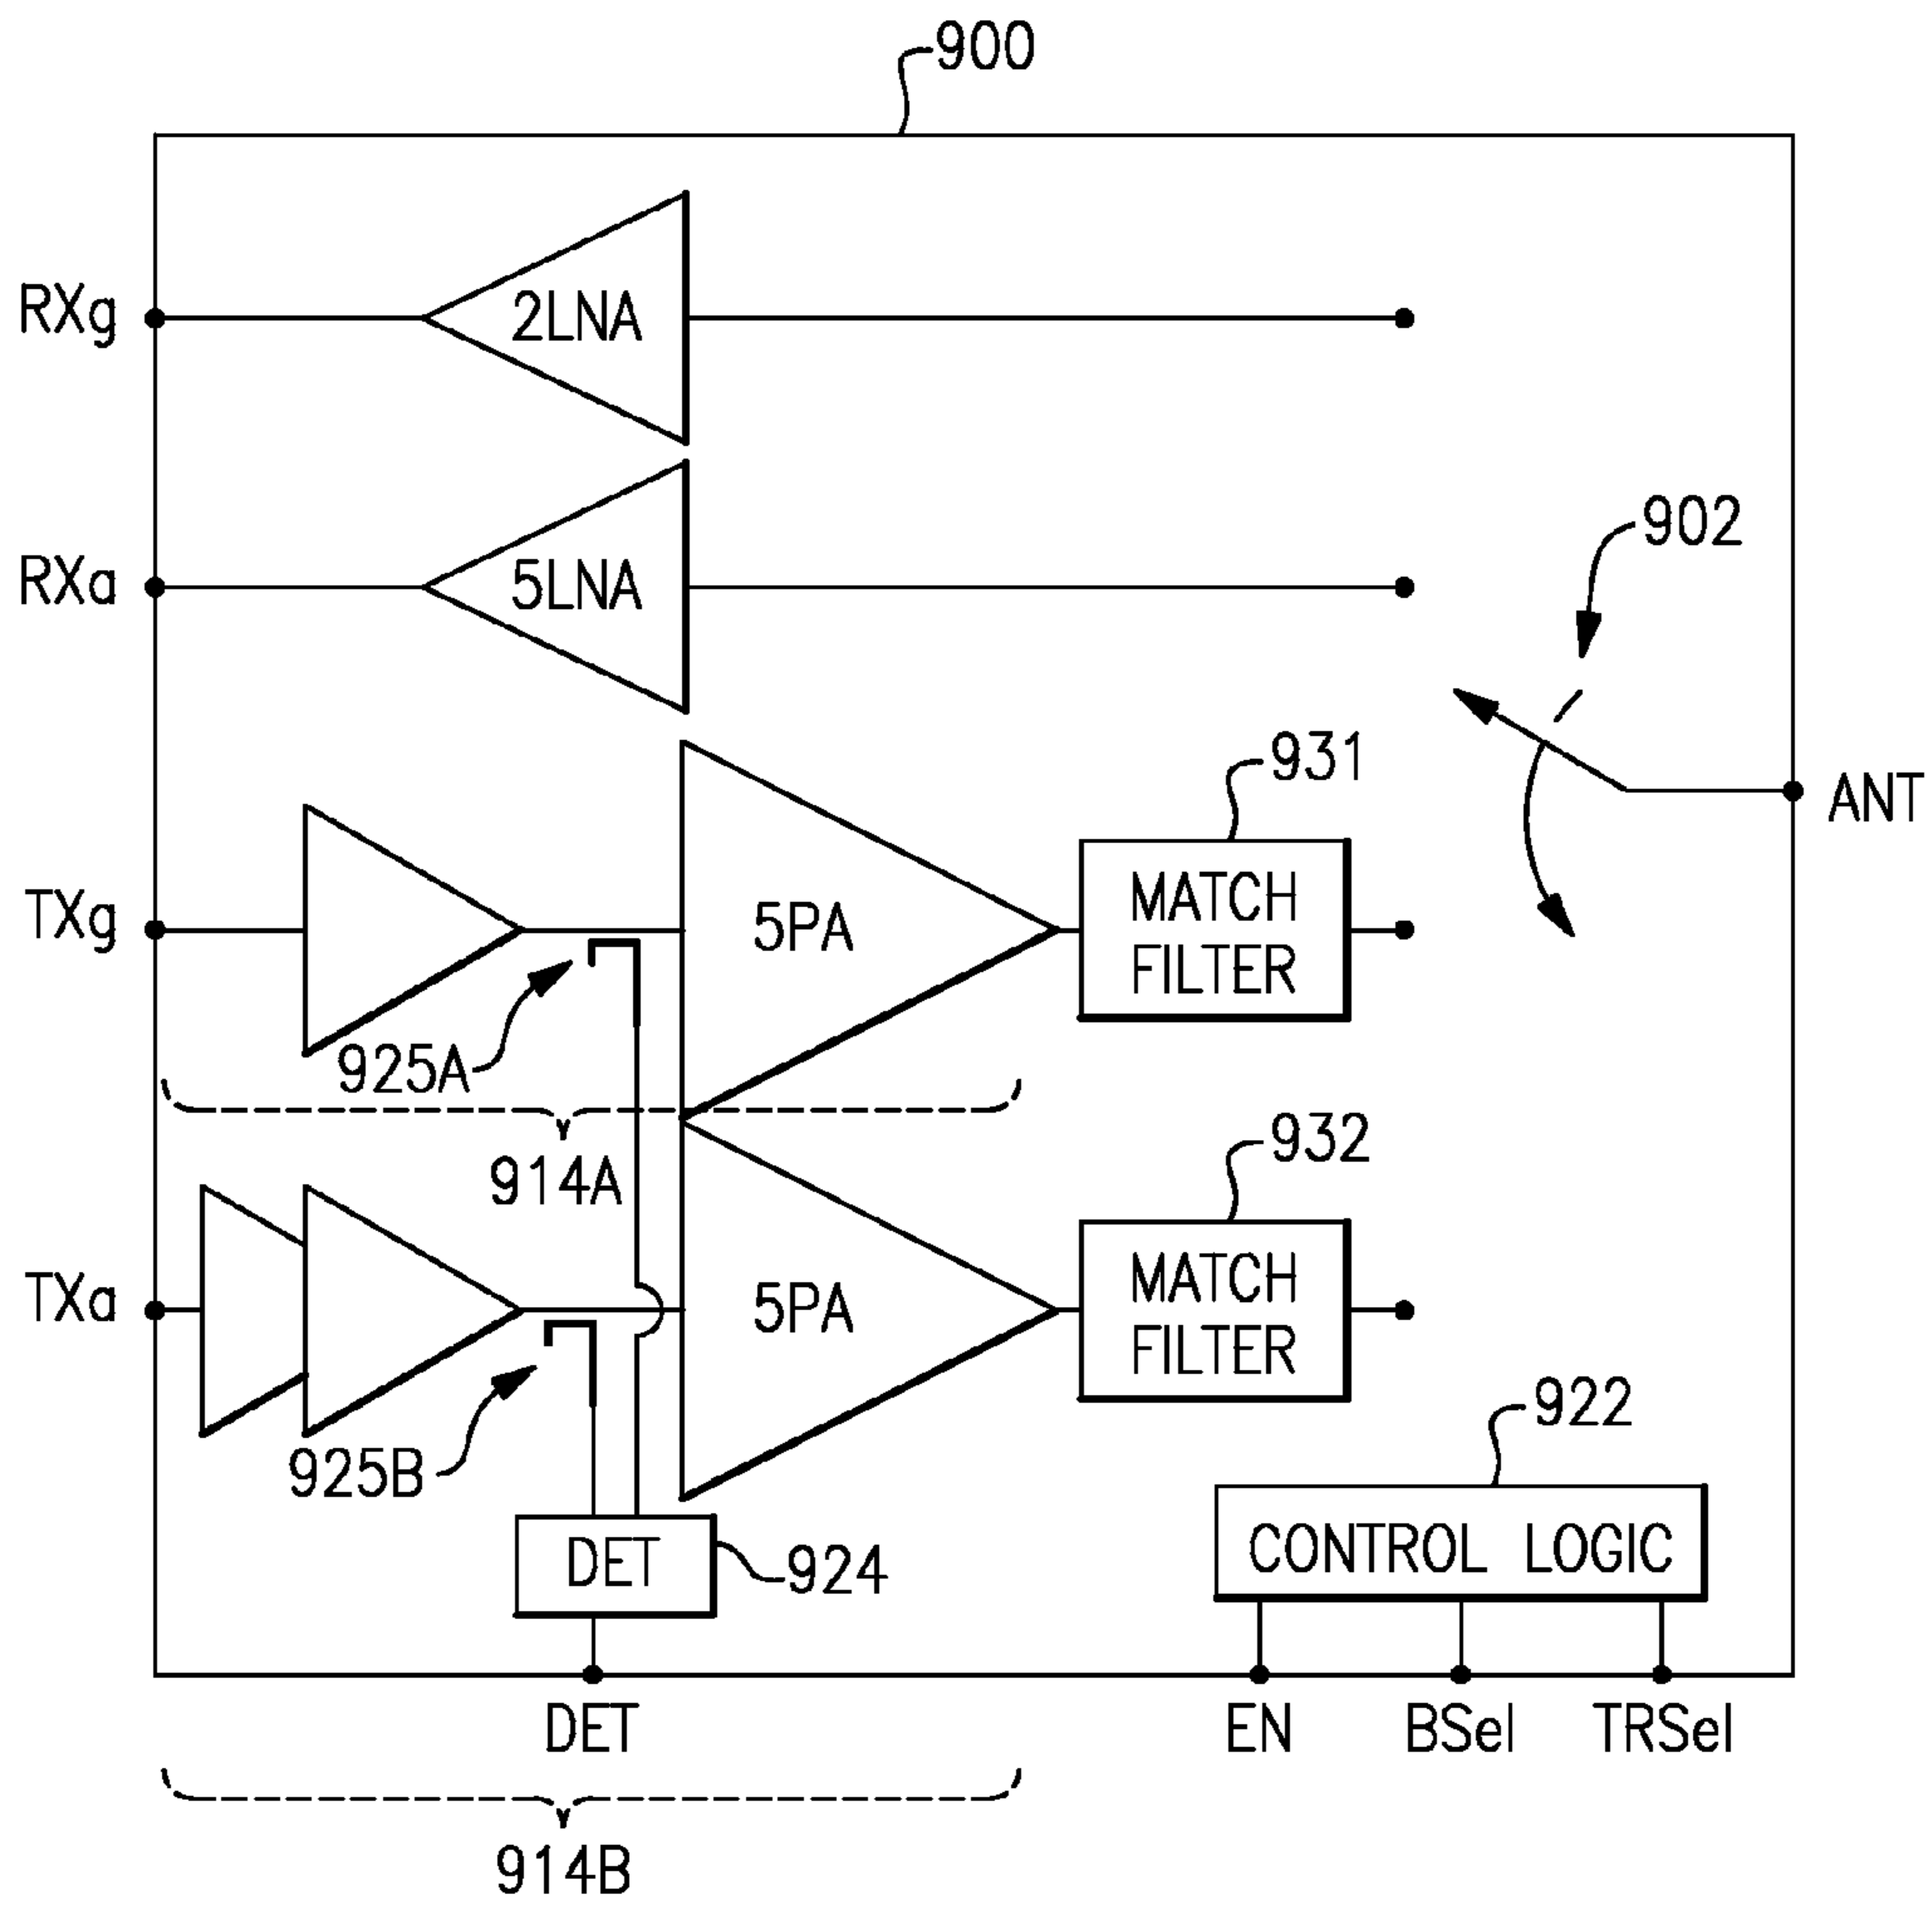 900
RXg
2LNA
RXa
5LNA
902
931
ANT
TXg
5PA
MATCH
FILTER
925A
914A
932
TXa
5PA
MATCH
FILTER
925B
922
DET
924
CONTROL LOGIC
DET
EN
BSel
TRSel
914B